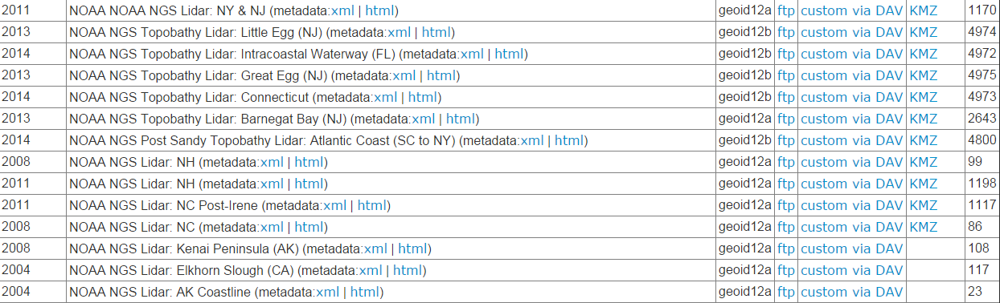 2011 NOAA NOAA NGS Lidar: NY & NJ (metadata:xml | html) geoid12a ftp custom via DAV KMZ 1170
2013 NOAA NGS Topobathy Lidar: Little Egg (NJ) (metadata:xml | html) geoid12b ftp custom via DAV KMZ 4974
2014 NOAA NGS Topobathy Lidar: Intracoastal Waterway (FL) (metadata:xml | html) geoid12b ftp custom via DAV KMZ 4972
2013 NOAA NGS Topobathy Lidar: Great Egg (NJ) (metadata:xml | html) geoid12b ftp custom via DAV KMZ 4975
2014 NOAA NGS Topobathy Lidar: Connecticut (metadata:xml | html) geoid12b ftp custom via DAV KMZ 4973
2013 NOAA NGS Topobathy Lidar: Barnegat Bay (NJ) (metadata:xml | html) geoid12a ftp custom via DAV KMZ 2643
2014 NOAA NGS Post Sandy Topobathy Lidar: Atlantic Coast (SC to NY) (metadata:xml | html) geoid12b ftp custom via DAV KMZ 4800
2008 NOAA NGS Lidar: NH (metadata:xml | html) geoid12a ftp custom via DAV KMZ 99
2011 NOAA NGS Lidar: NH (metadata:xml | html) geoid12a ftp custom via DAV KMZ 1198
2011 NOAA NGS Lidar: NC Post-Irene (metadata:xml | html) geoid12a ftp custom via DAV KMZ 1117
2008 NOAA NGS Lidar: NC (metadata:xml | html) geoid12a ftp custom via DAV KMZ 86
2008 NOAA NGS Lidar: Kenai Peninsula (AK) (metadata:xml | html) geoid12a ftp custom via DAV 108
2004 NOAA NGS Lidar: Elkhorn Slough (CA) (metadata:xml | html) geoid12a ftp custom via DAV 117
2004 NOAA NGS Lidar: AK Coastline (metadata:xml | html) geoid12a ftp custom via DAV 23